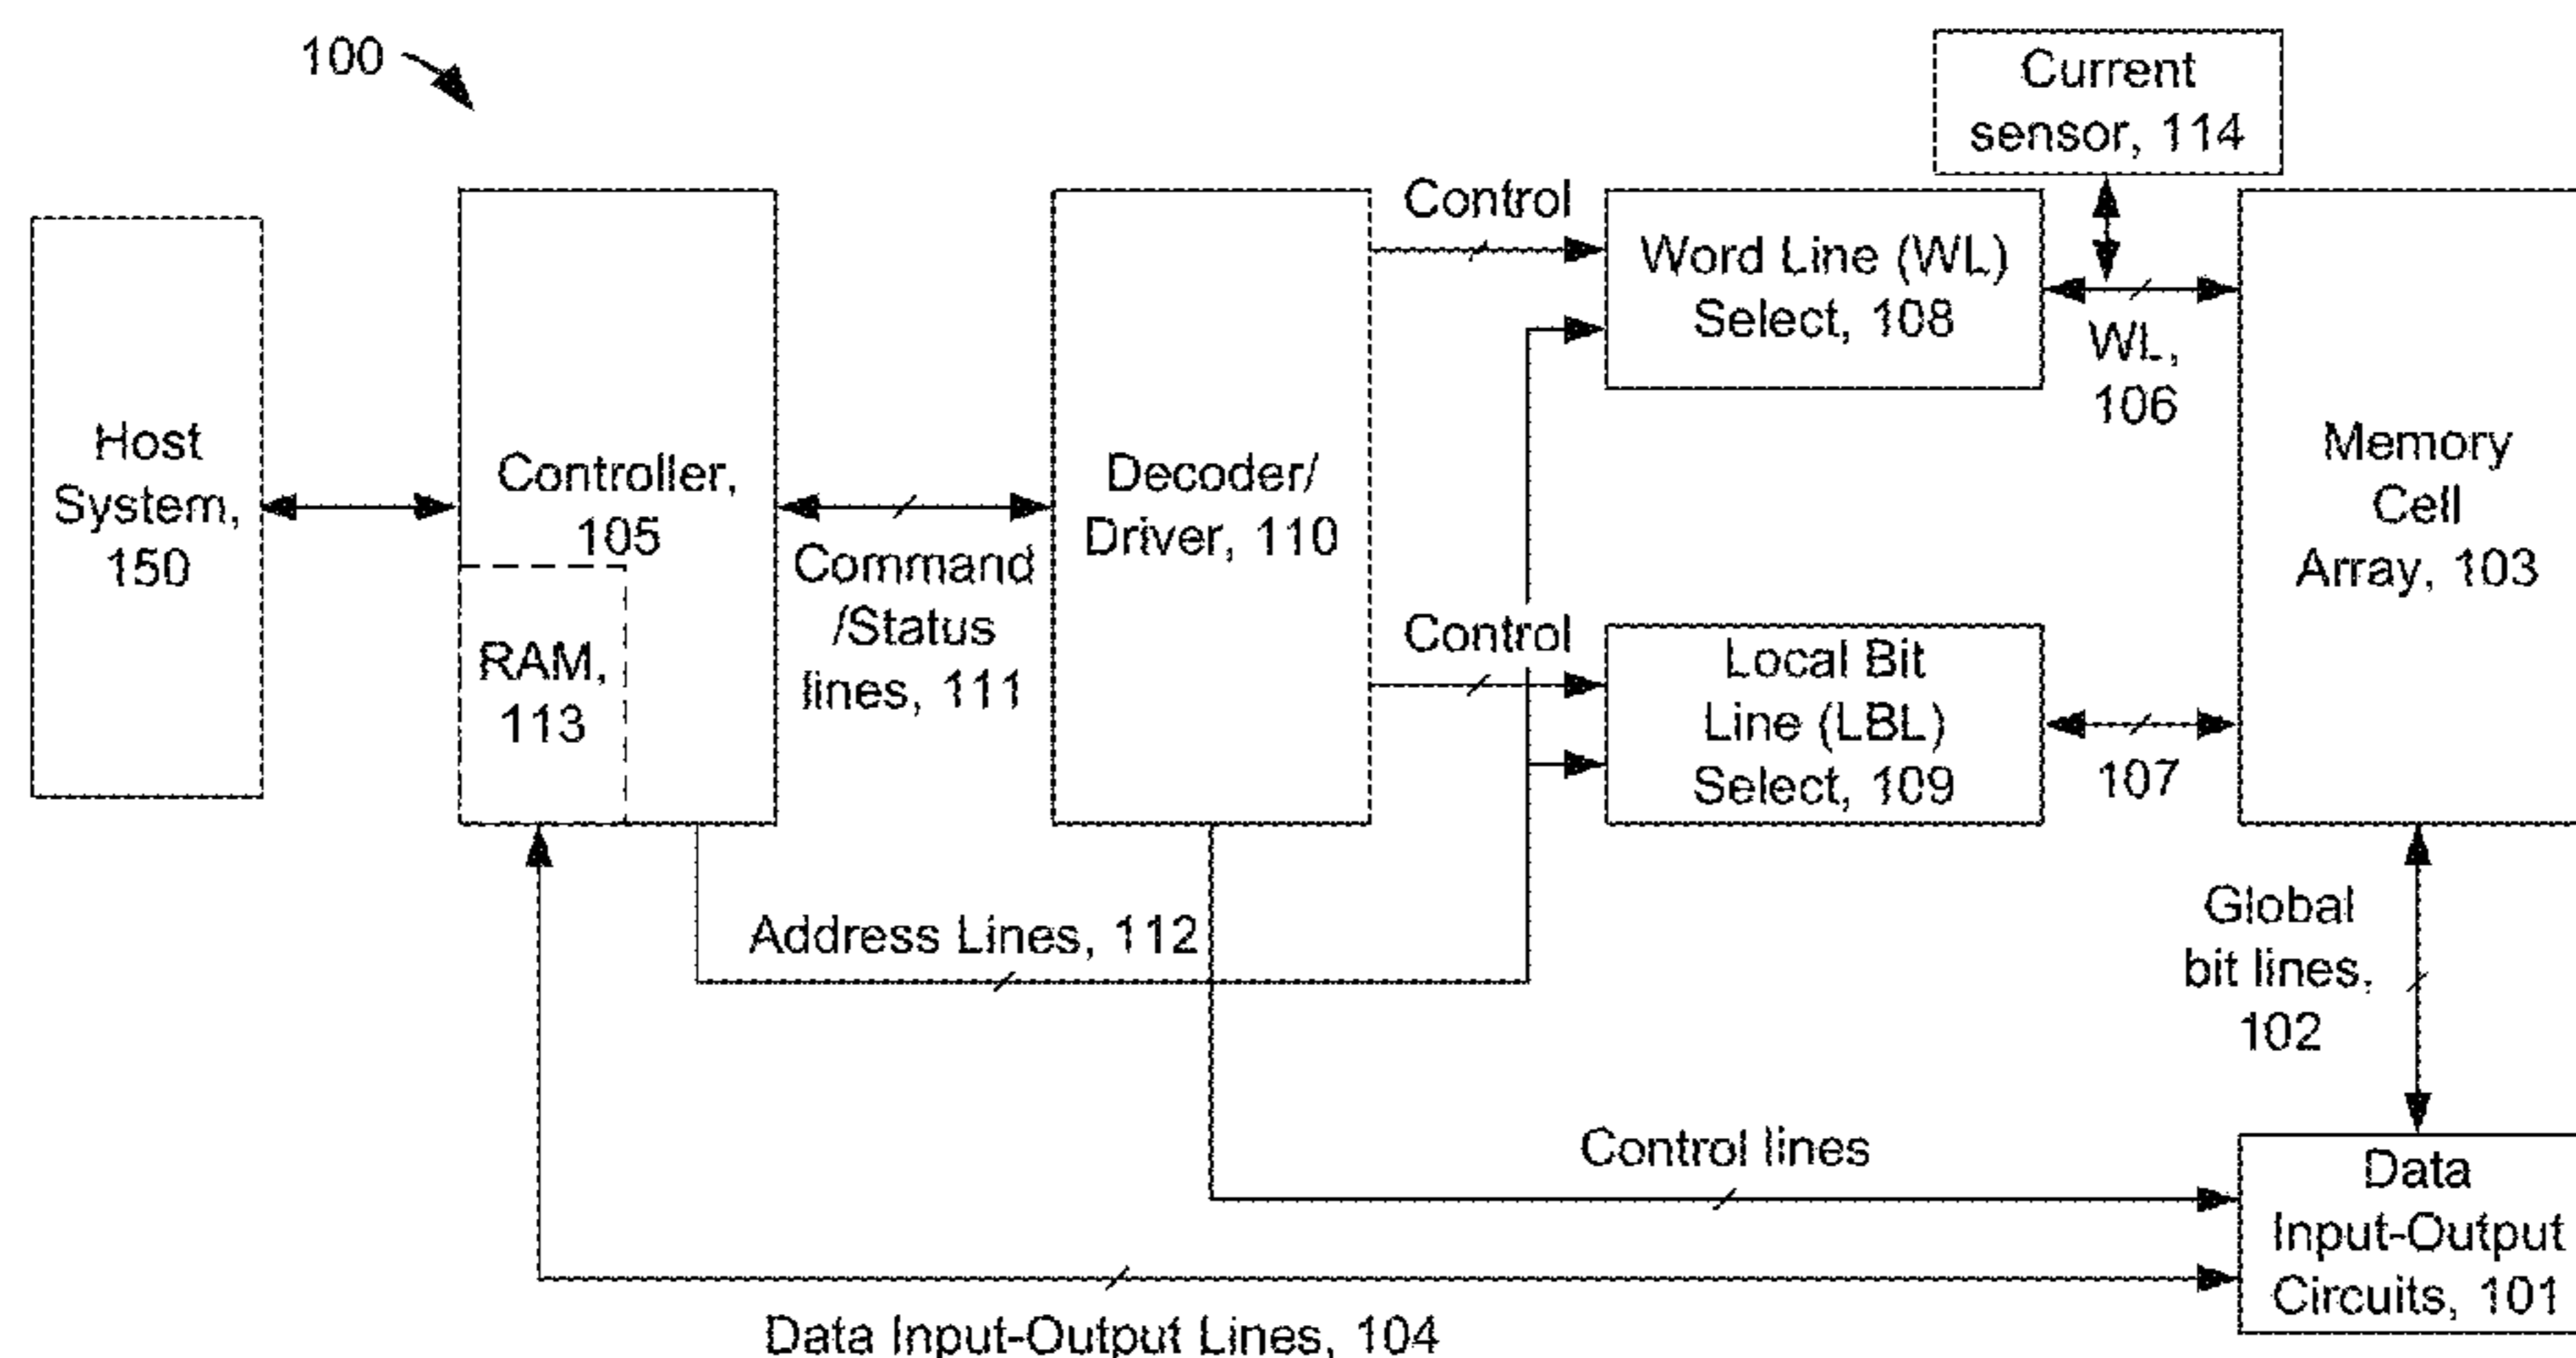 100
Current
sensor, 114
Host
System,
150
Controller,
105
RAM,
113
Command
/Status
lines, 111
Decoder/
Driver, 110
Control
Word Line (WL)
Select, 108
WL,
106
Control
Local Bit
Line (LBL)
Select, 109
107
Memory
Cell
Array, 103
Address Lines, 112
Global
bit lines,
102
Control lines
Data
Input-Output
Circuits, 101
Data Input-Output Lines, 104